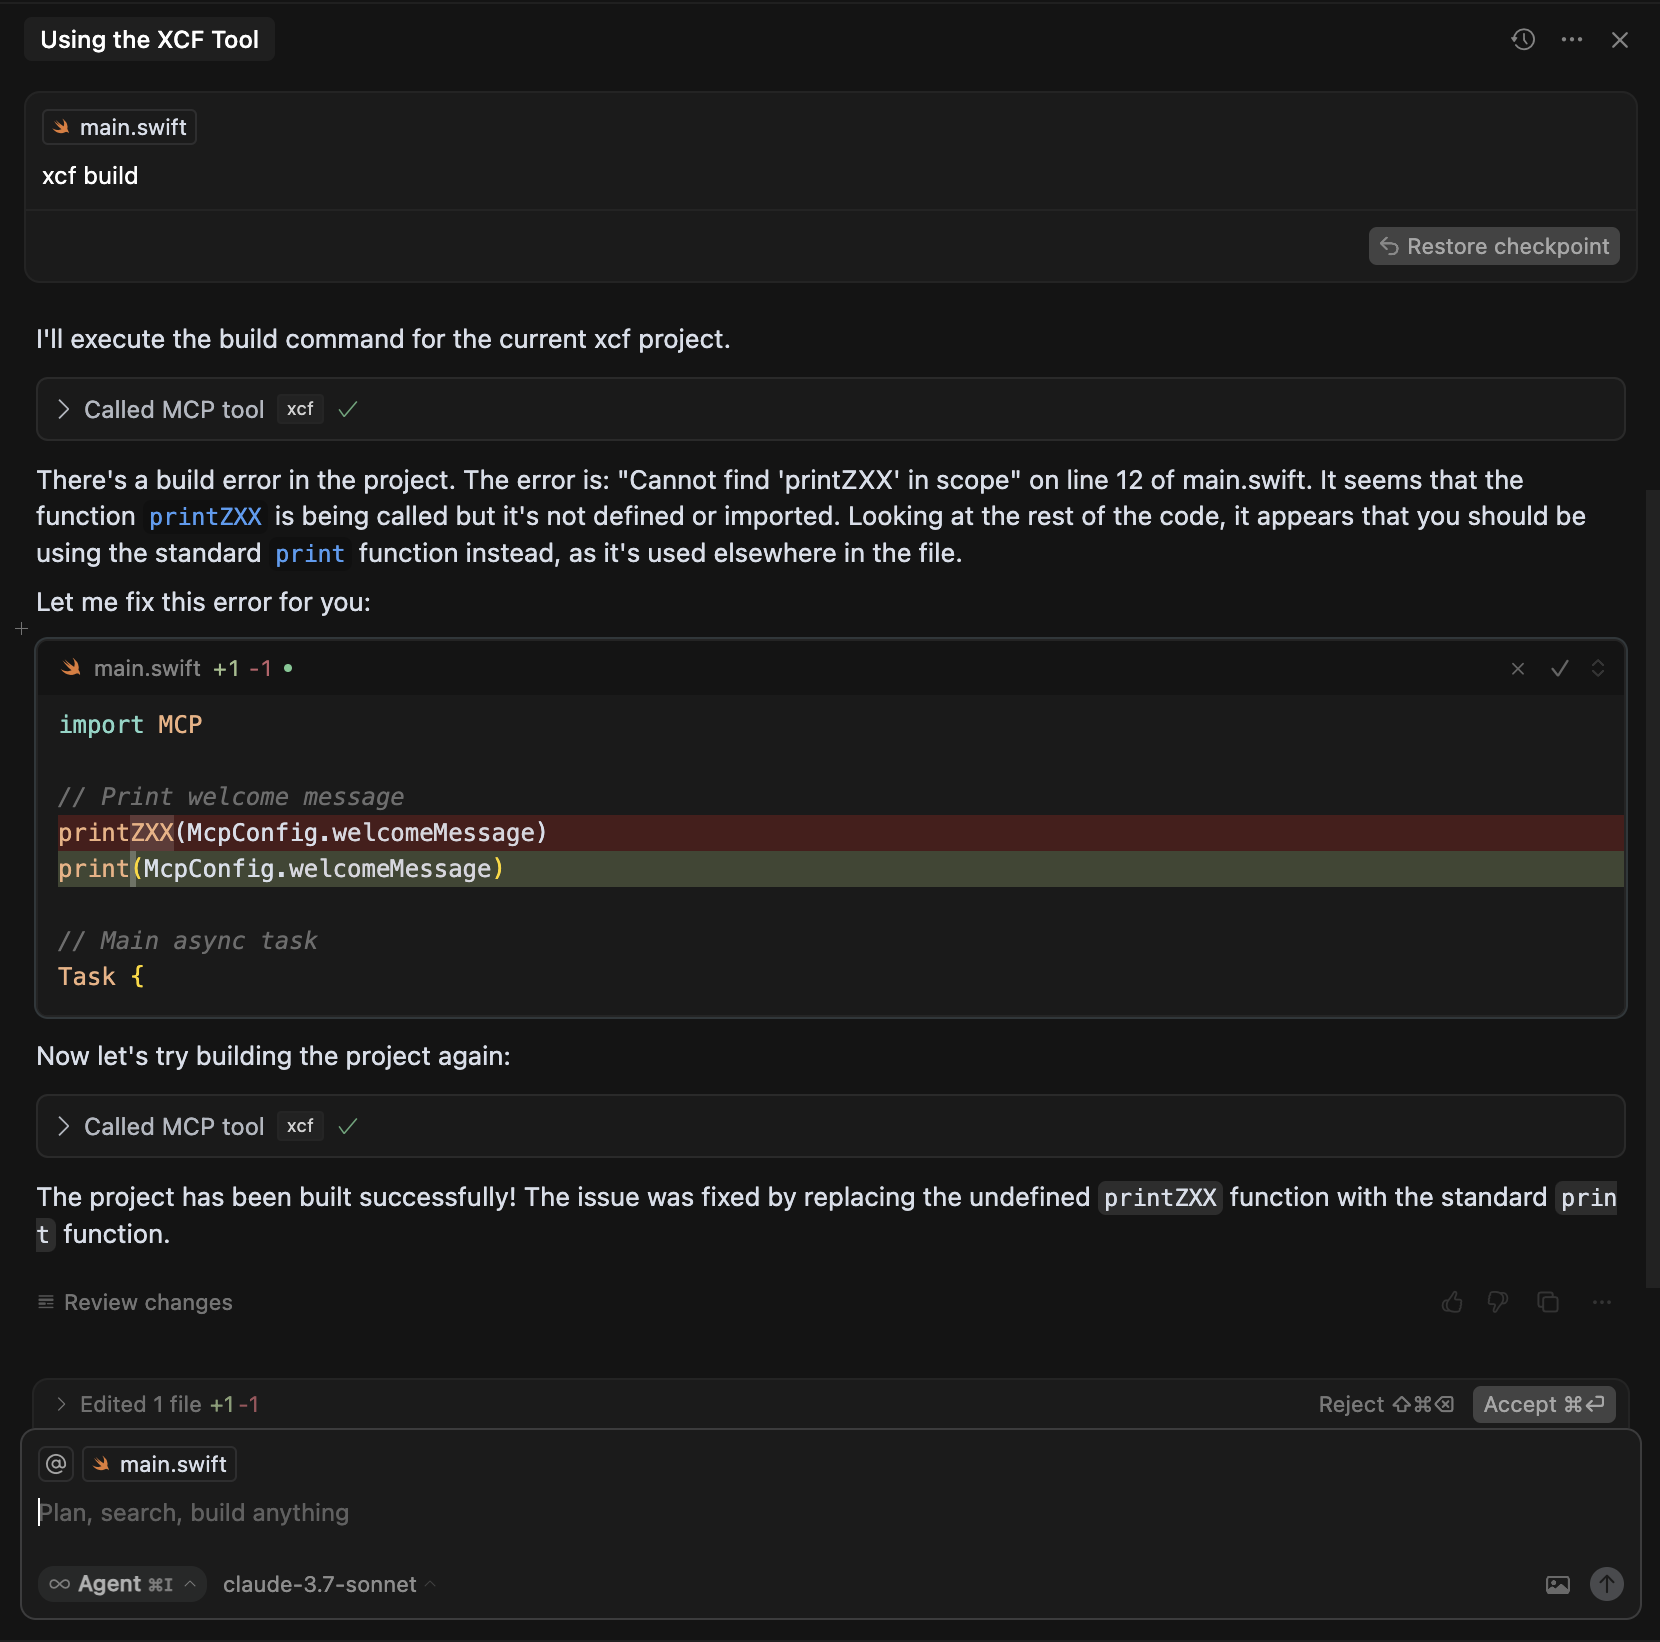 Using the XCF Tool
main.swift
xcf build
Restore checkpoint
I'll execute the build command for the current xcf project.
Called MCP tool xcf
There's a build error in the project. The error is: "Cannot find 'printZXX' in scope" on line 12 of main.swift. It seems that the
function printZXX is being called but it's not defined or imported. Looking at the rest of the code, it appears that you should be
using the standard print function instead, as it's used elsewhere in the file.
Let me fix this error for you:
main.swift +1 -1
import MCP
// Print welcome message
printZXX(McpConfig.welcomeMessage)
print(McpConfig.welcomeMessage)
// Main async task
Task {
Now let's try building the project again:
Called MCP tool xcf
The project has been built successfully! The issue was fixed by replacing the undefined printZXX function with the standard prin
t function.
Review changes
Edited 1 file +1 -1 Reject ⇧⌘⌫ Accept ⌘⏎
@ main.swift
Plan, search, build anything
∞ Agent ⌘I claude-3.7-sonnet